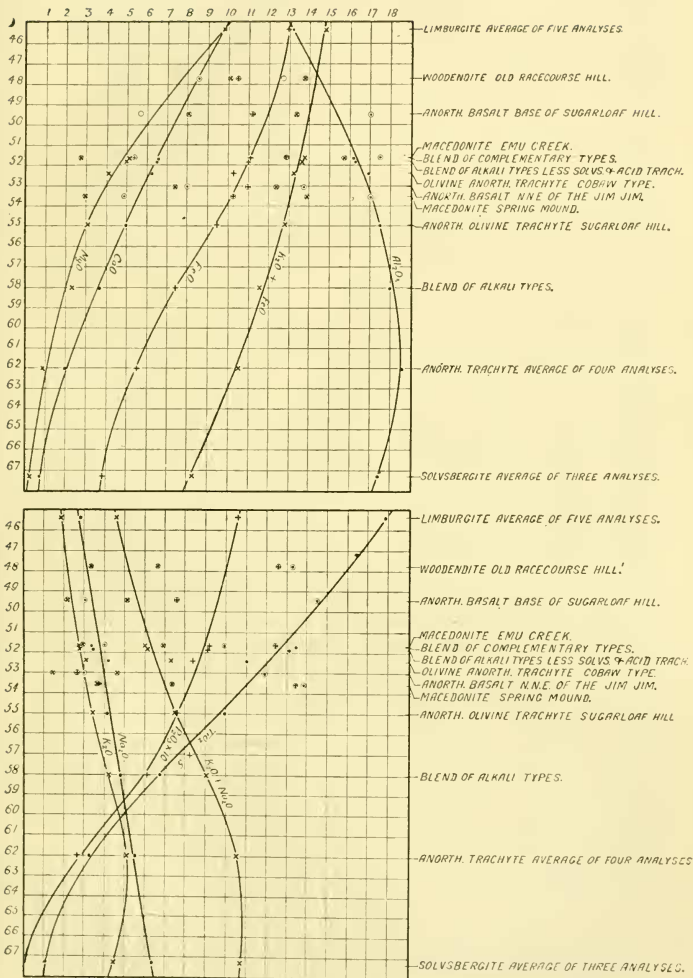 1 2 3 4 5 6 7 8 9 10 11 12 13 14 15 16 17 18
46
47
48
49
50
51
52
53
54
55
56
57
58
60
61
62
63
64
65
66
67
LIMBURGITE AVERAGE OF FIVE ANALYSES.
WOODENDITE OLD RACECOURSE HILL.
ANORTH. BASALT BASE OF SUGARLOAF HILL.
MACEDONITE EMU CREEK.
BLEND OF COMPLEMENTARY TYPES.
BLEND OF ALKALI TYPES LESS SOLVS. & ACID TRACH.
OLIVINE ANORTH. TRACHYTE COBAW TYPE.
ANORTH. BASALT NNE OF THE JIM JIM.
MACEDONITE SPRING MOUND.
ANORTH. OLIVINE TRACHYTE SUGARLOAF HILL.
BLEND OF ALKALI TYPES.
ANORTH. TRACHYTE AVERAGE OF FOUR ANALYSES.
SOLVSBERGITE AVERAGE OF THREE ANALYSES.
MgO
CaO
FeO
FeO
Al₂O₃
46
47
48
49
50
51
52
53
54
55
56
57
58
60
61
62
63
64
65
66
67
LIMBURGITE AVERAGE OF FIVE ANALYSES.
WOODENDITE OLD RACECOURSE HILL.'
ANORTH. BASALT BASE OF SUGARLOAF HILL.
MACEDONITE EMU CREEK.
BLEND OF COMPLEMENTARY TYPES.
BLEND OF ALKALI TYPES LESS SOLVS. & ACID TRACH.
OLIVINE ANORTH. TRACHYTE COBAW TYPE.
ANORTH. BASALT N.N.E. OF THE JIM JIM.
MACEDONITE SPRING MOUND.
ANORTH. OLIVINE TRACHYTE SUGARLOAF HILL
BLEND OF ALKALI TYPES.
ANORTH. TRACHYTE AVERAGE OF FOUR ANALYSES
SOLVSBERGITE AVERAGE OF THREE ANALYSES.
K₂O
Na₂O
P₂O₅×10
TiO₂
K₂O + Na₂O